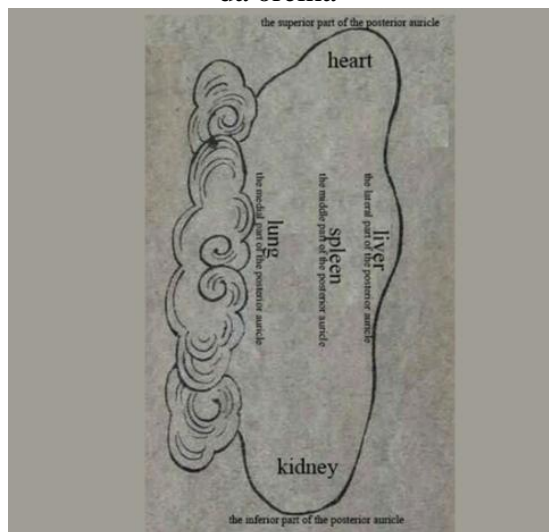 the superior part of the posterior auricle
heart
lung
the medial part of the posterior auricle
spleen
the middle part of the posterior auricle
liver
the lateral part of the posterior auricle
kidney
the inferior part of the posterior auricle